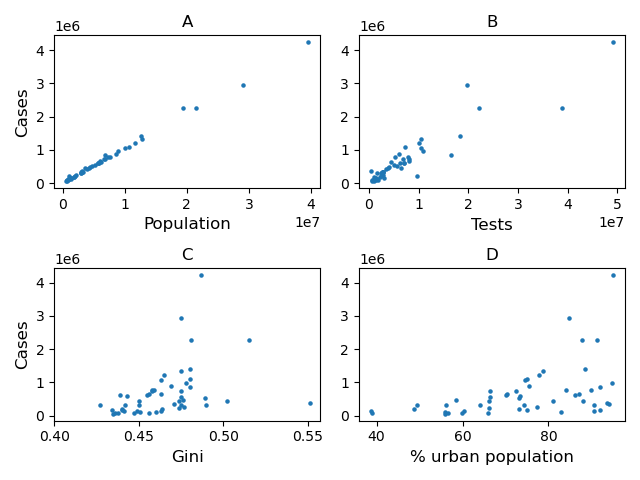 A
B
1e6
1e6
4
3
2
1
0
4
3
2
1
0
Cases
0 1 2 3 4
0 1 2 3 4 5
1e7
1e7
Population
Tests
C
D
1e6
1e6
4
3
2
1
0
4
3
2
1
0
Cases
0.40 0.45 0.50 0.55
40 60 80
Gini
% urban population